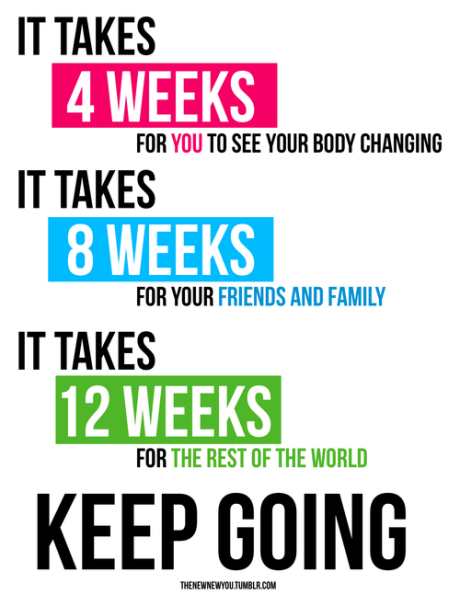 IT TAKES
4 WEEKS
FOR YOU TO SEE YOUR BODY CHANGING
IT TAKES
8 WEEKS
FOR YOUR FRIENDS AND FAMILY
IT TAKES
12 WEEKS
FOR THE REST OF THE WORLD
KEEP GOING
THENEWNEWYOU.TUMBLR.COM